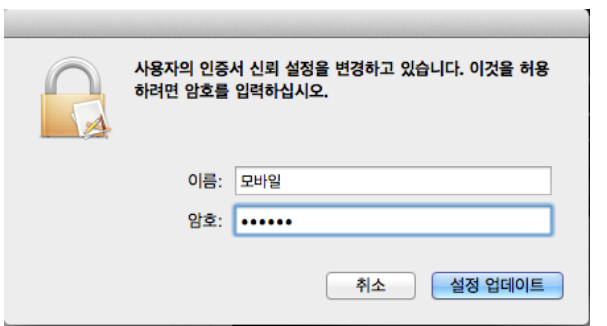 사용자의 인증서 신뢰 설정을 변경하고 있습니다. 이것을 허용
하려면 암호를 입력하십시오.
이름: 모바일
암호: ••••••
취소 설정 업데이트